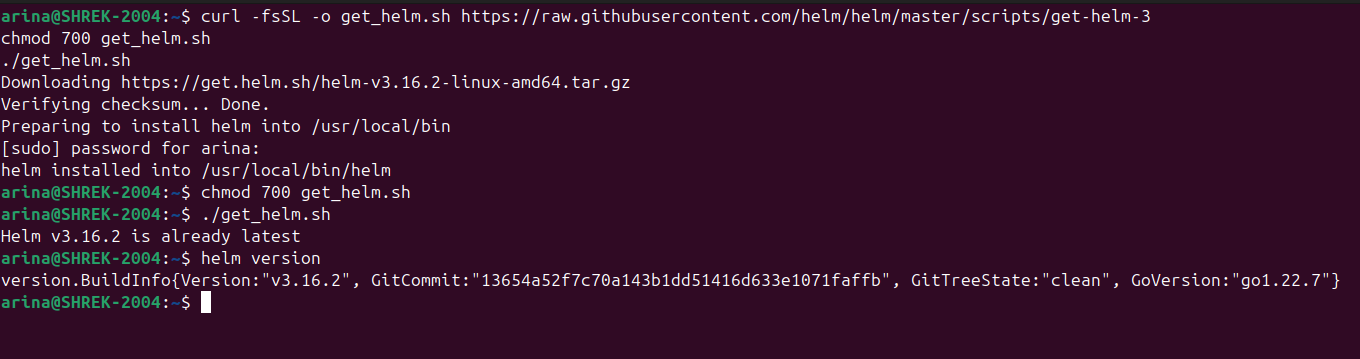 arina@SHREK-2004:~$ curl -fsSL -o get_helm.sh https://raw.githubusercontent.com/helm/helm/master/scripts/get-helm-3
chmod 700 get_helm.sh
./get_helm.sh
Downloading https://get.helm.sh/helm-v3.16.2-linux-amd64.tar.gz
Verifying checksum... Done.
Preparing to install helm into /usr/local/bin
[sudo] password for arina:
helm installed into /usr/local/bin/helm
arina@SHREK-2004:~$ chmod 700 get_helm.sh
arina@SHREK-2004:~$ ./get_helm.sh
Helm v3.16.2 is already latest
arina@SHREK-2004:~$ helm version
version.BuildInfo{Version:"v3.16.2", GitCommit:"13654a52f7c70a143b1dd51416d633e1071faffb", GitTreeState:"clean", GoVersion:"go1.22.7"}
arina@SHREK-2004:~$